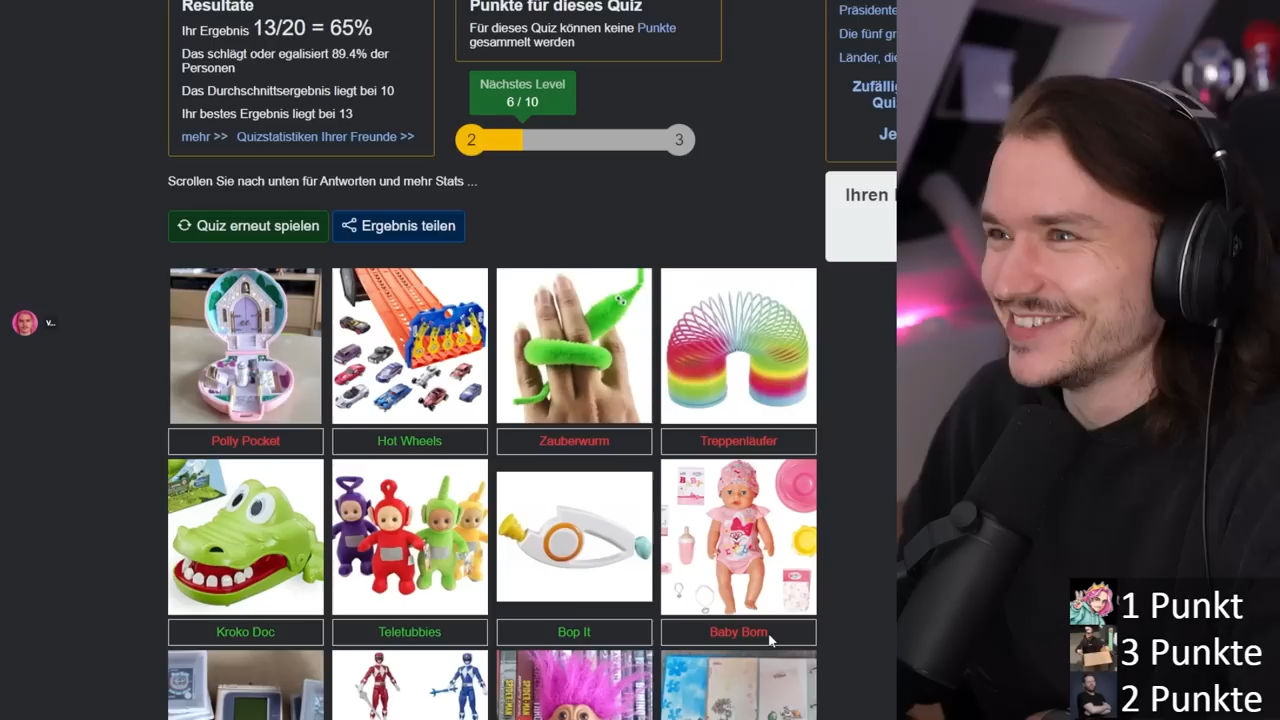 Resultate
Ihr Ergebnis 13/20 = 65%
Das schlägt oder egalisiert 89.4% der
Personen
Das Durchschnittsergebnis liegt bei 10
Ihr bestes Ergebnis liegt bei 13
mehr >> Quizstatistiken Ihrer Freunde >>
Punkte für dieses Quiz
Für dieses Quiz können keine Punkte
gesammelt werden
Nächstes Level
6 / 10
2
3
Präsidente
Die fünf gr
Länder, die
Zufälli
Qui
Je
Ihren
Scrollen Sie nach unten für Antworten und mehr Stats ...
Quiz erneut spielen
Ergebnis teilen
v...
Polly Pocket
Hot Wheels
Zauberwurm
Treppenläufer
Kroko Doc
Teletubbies
Bop It
Baby Born
1 Punkt
3 Punkte
2 Punkte